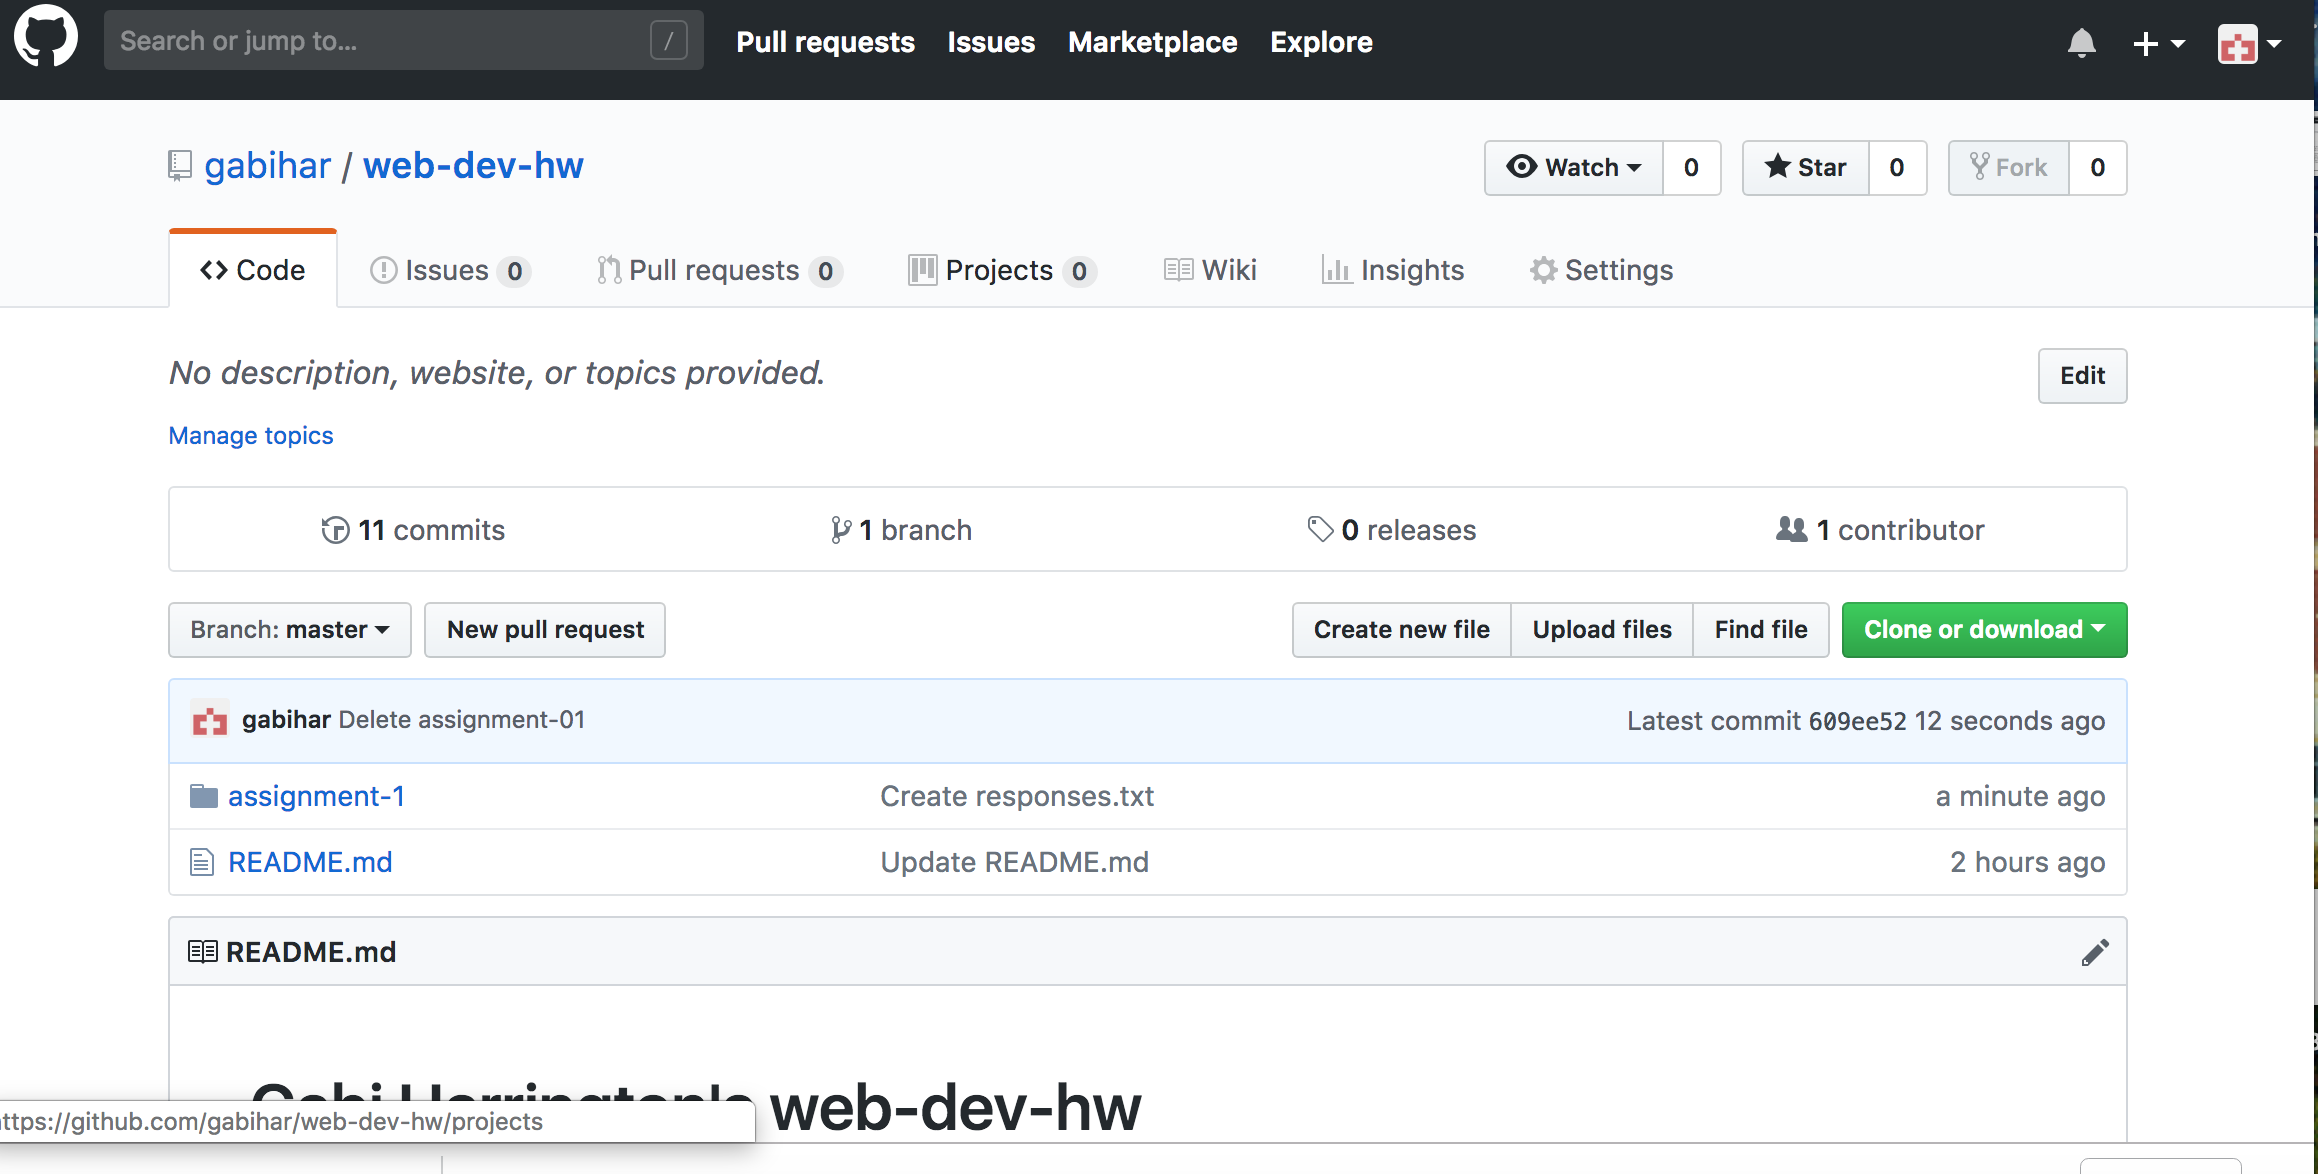 Search or jump to... /
Pull requests Issues Marketplace Explore
gabihar / web-dev-hw
Watch 0 Star 0 Fork 0
Code Issues 0 Pull requests 0 Projects 0 Wiki Insights Settings
No description, website, or topics provided.
Edit
Manage topics
11 commits 1 branch 0 releases 1 contributor
Branch: master New pull request Create new file Upload files Find file Clone or download
gabihar Delete assignment-01 Latest commit 609ee52 12 seconds ago
assignment-1 Create responses.txt a minute ago
README.md Update README.md 2 hours ago
README.md
Gabi Harrington's web-dev-hw
ttps://github.com/gabihar/web-dev-hw/projects